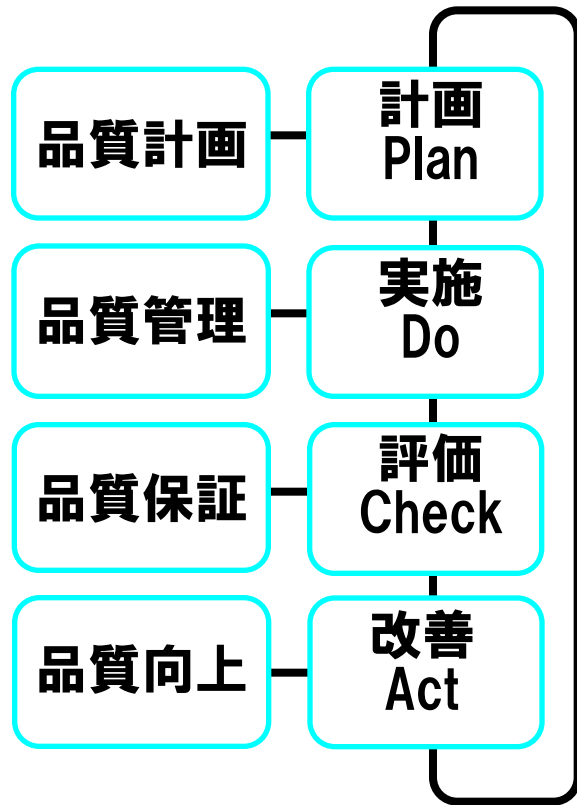 品質計画
計画
Plan
品質管理
実施
Do
品質保証
評価
Check
品質向上
改善
Act